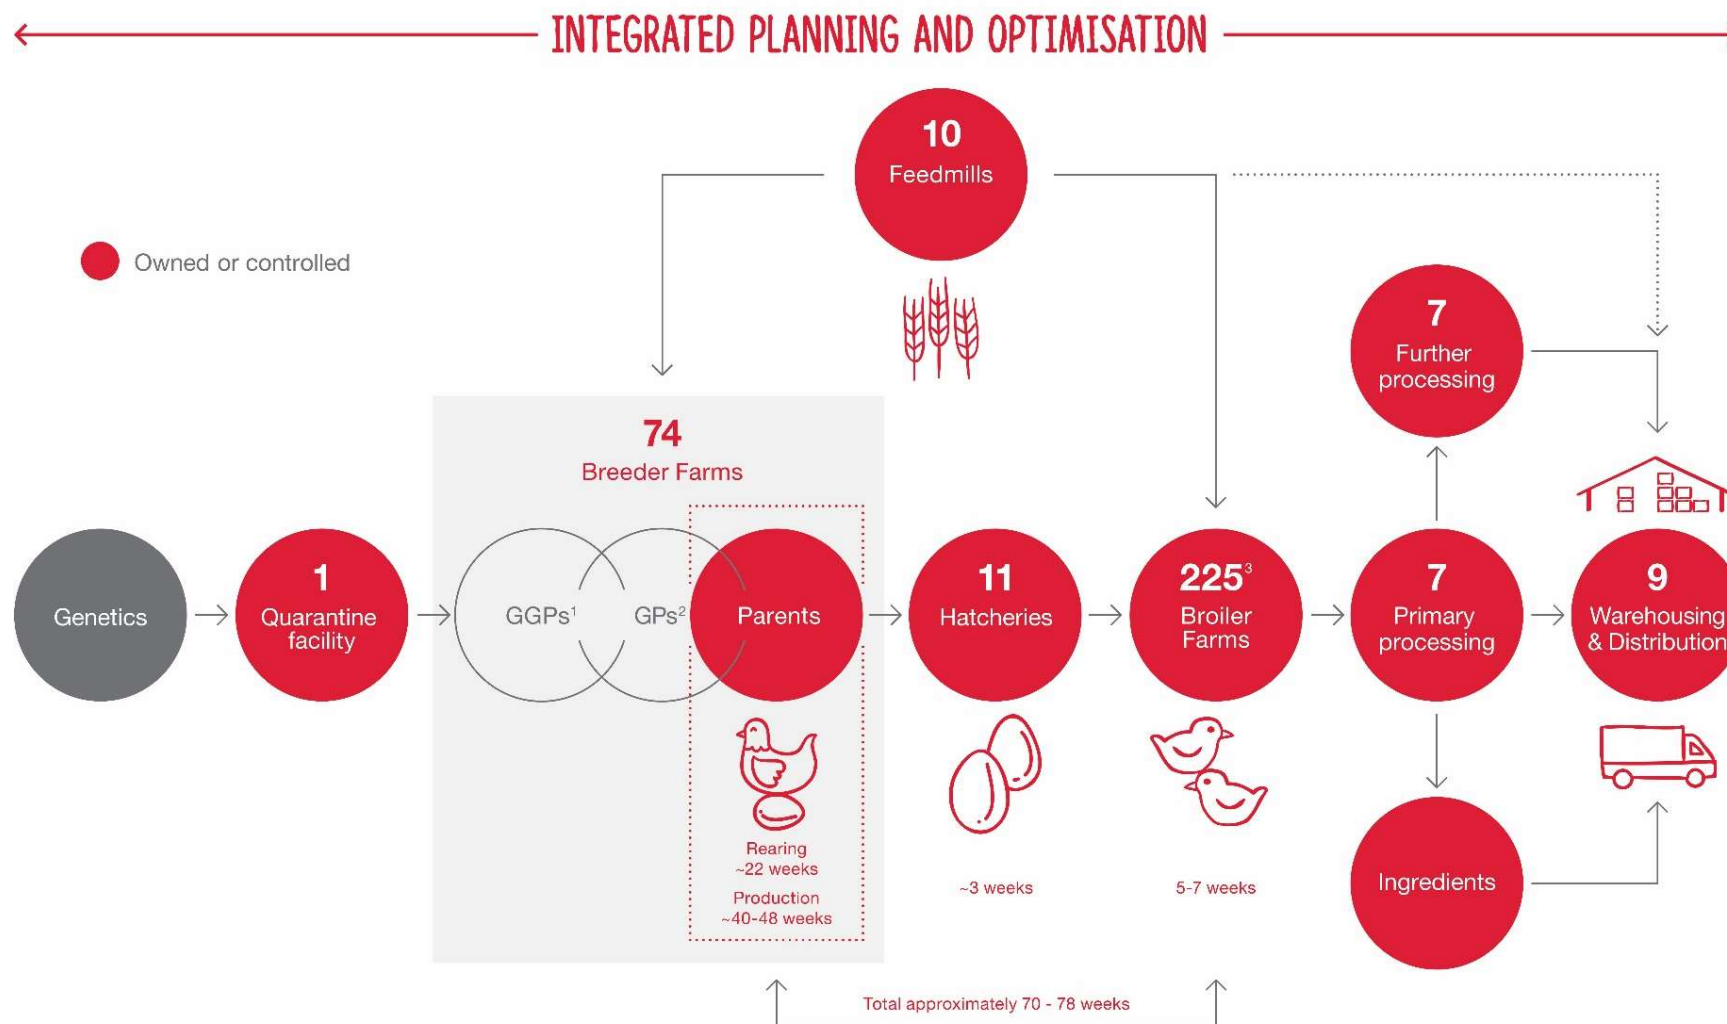 INTEGRATED PLANNING AND OPTIMISATION
10
Feedmills
Owned or controlled
7
Further
processing
74
Breeder Farms
Genetics
1
Quarantine
facility
GGPs¹
GPs²
Parents
11
Hatcheries
225³
Broiler
Farms
7
Primary
processing
9
Warehousing
& Distribution
Rearing
~22 weeks
Production
~40-48 weeks
~3 weeks
5-7 weeks
Ingredients
Total approximately 70 - 78 weeks